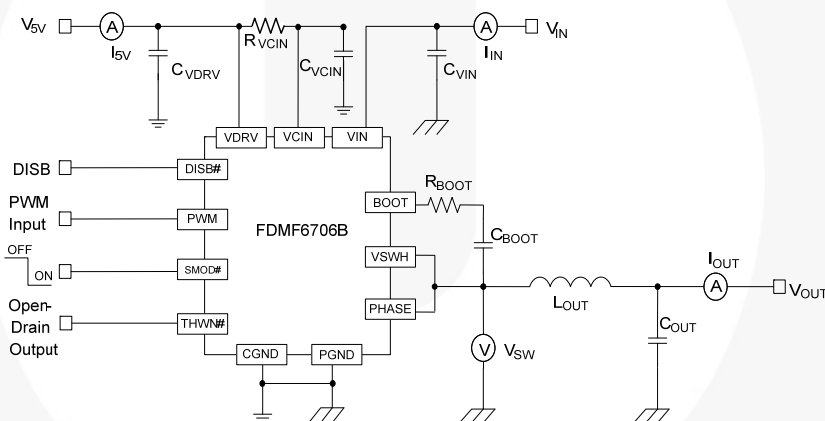 V5V
A
I5V
RVCIN
CVDRV
CVCIN
CVIN
A
IIN
VIN
VDRV
VCIN
VIN
DISB
DISB#
PWM
Input
PWM
OFF
ON
SMOD#
Open-
Drain
Output
THWN#
FDMF6706B
BOOT
RBOOT
CBOOT
VSWH
PHASE
CGND
PGND
V
VSW
LOUT
IOUT
A
VOUT
COUT